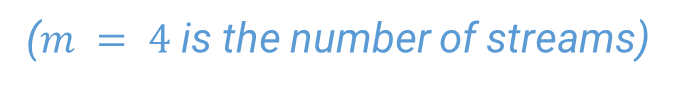 (m = 4 is the number of streams)